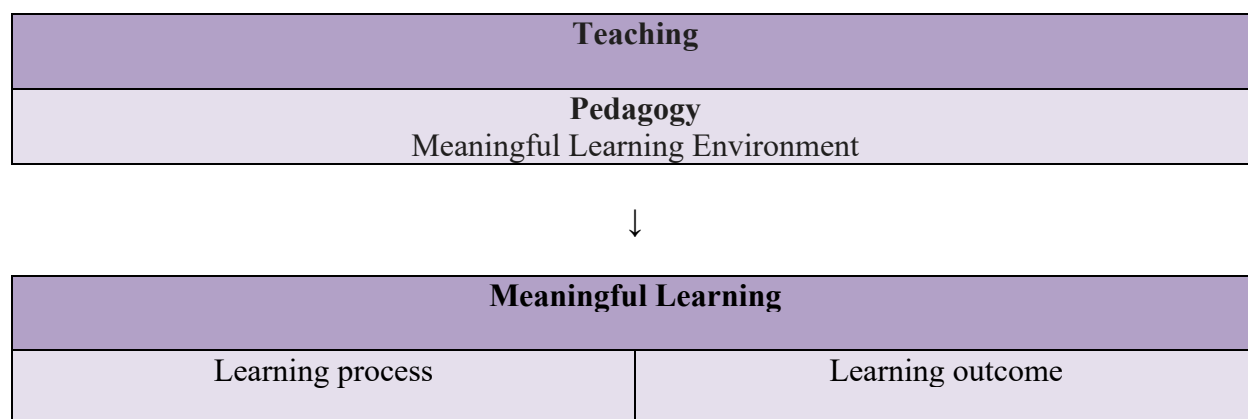 Teaching
Pedagogy
Meaningful Learning Environment
↓
Meaningful Learning
Learning process
Learning outcome